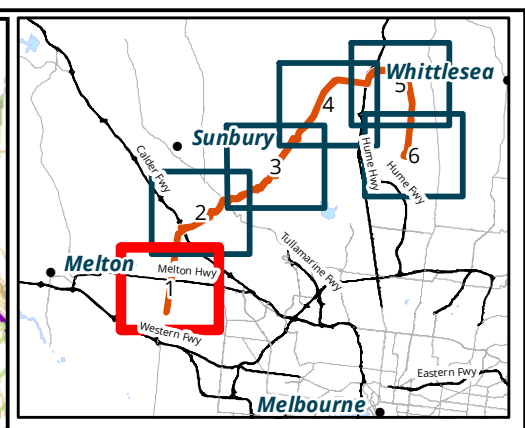 Whittlesea
5
4
Sunbury
Calder Fwy
Hume Hwy
6
Hume Fwy
3
2
Tullamarine Fwy
Melton
Melton Hwy
1
Western Fwy
Eastern Fwy
Melbourne